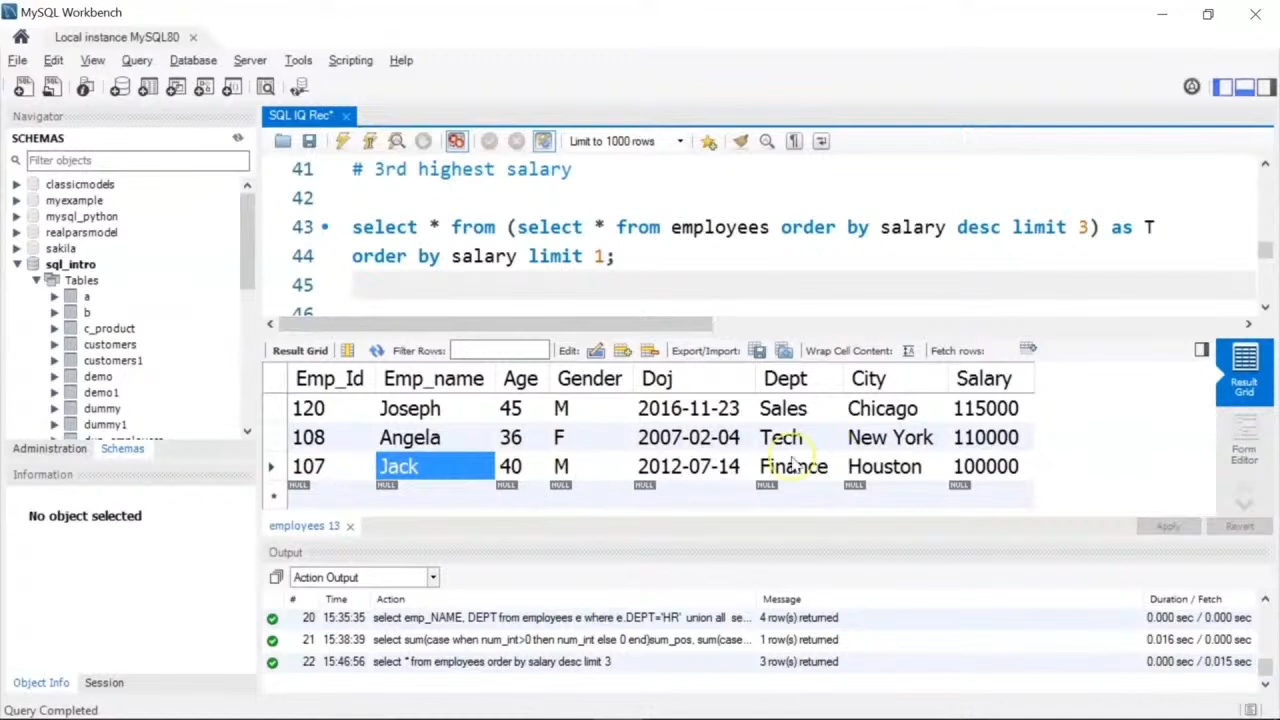 MySQL Workbench
Local instance MySQL80 ×
File Edit View Query Database Server Tools Scripting Help
Navigator
SCHEMAS
Filter objects
classicmodels
myexample
mysql_python
realparsmodel
sakila
sql_intro
Tables
a
b
c_product
customers
customers1
demo
demo1
dummy
dummy1
Administration Schemas
Information
No object selected
Object Info Session
Query Completed
SQL IQ Rec* ×
Limit to 1000 rows
41 # 3rd highest salary
42
43 select * from (select * from employees order by salary desc limit 3) as T
44 order by salary limit 1;
45
46
Result Grid Filter Rows: Edit: Export/Import: Wrap Cell Content: Fetch rows:
Emp_Id Emp_name Age Gender Doj Dept City Salary
120 Joseph 45 M 2016-11-23 Sales Chicago 115000
108 Angela 36 F 2007-02-04 Tech New York 110000
107 Jack 40 M 2012-07-14 Finance Houston 100000
NULL NULL NULL NULL NULL NULL NULL NULL
Result Grid
Form Editor
employees 13 × Apply Revert
Output
Action Output
# Time Action Message Duration / Fetch
20 15:35:35 select emp_NAME, DEPT from employees e where e.DEPT='HR' union all se... 4 row(s) returned 0.000 sec / 0.000 sec
21 15:38:39 select sum(case when num_int>0 then num_int else 0 end)sum_pos, sum(case... 1 row(s) returned 0.016 sec / 0.000 sec
22 15:46:56 select * from employees order by salary desc limit 3 3 row(s) returned 0.000 sec / 0.015 sec